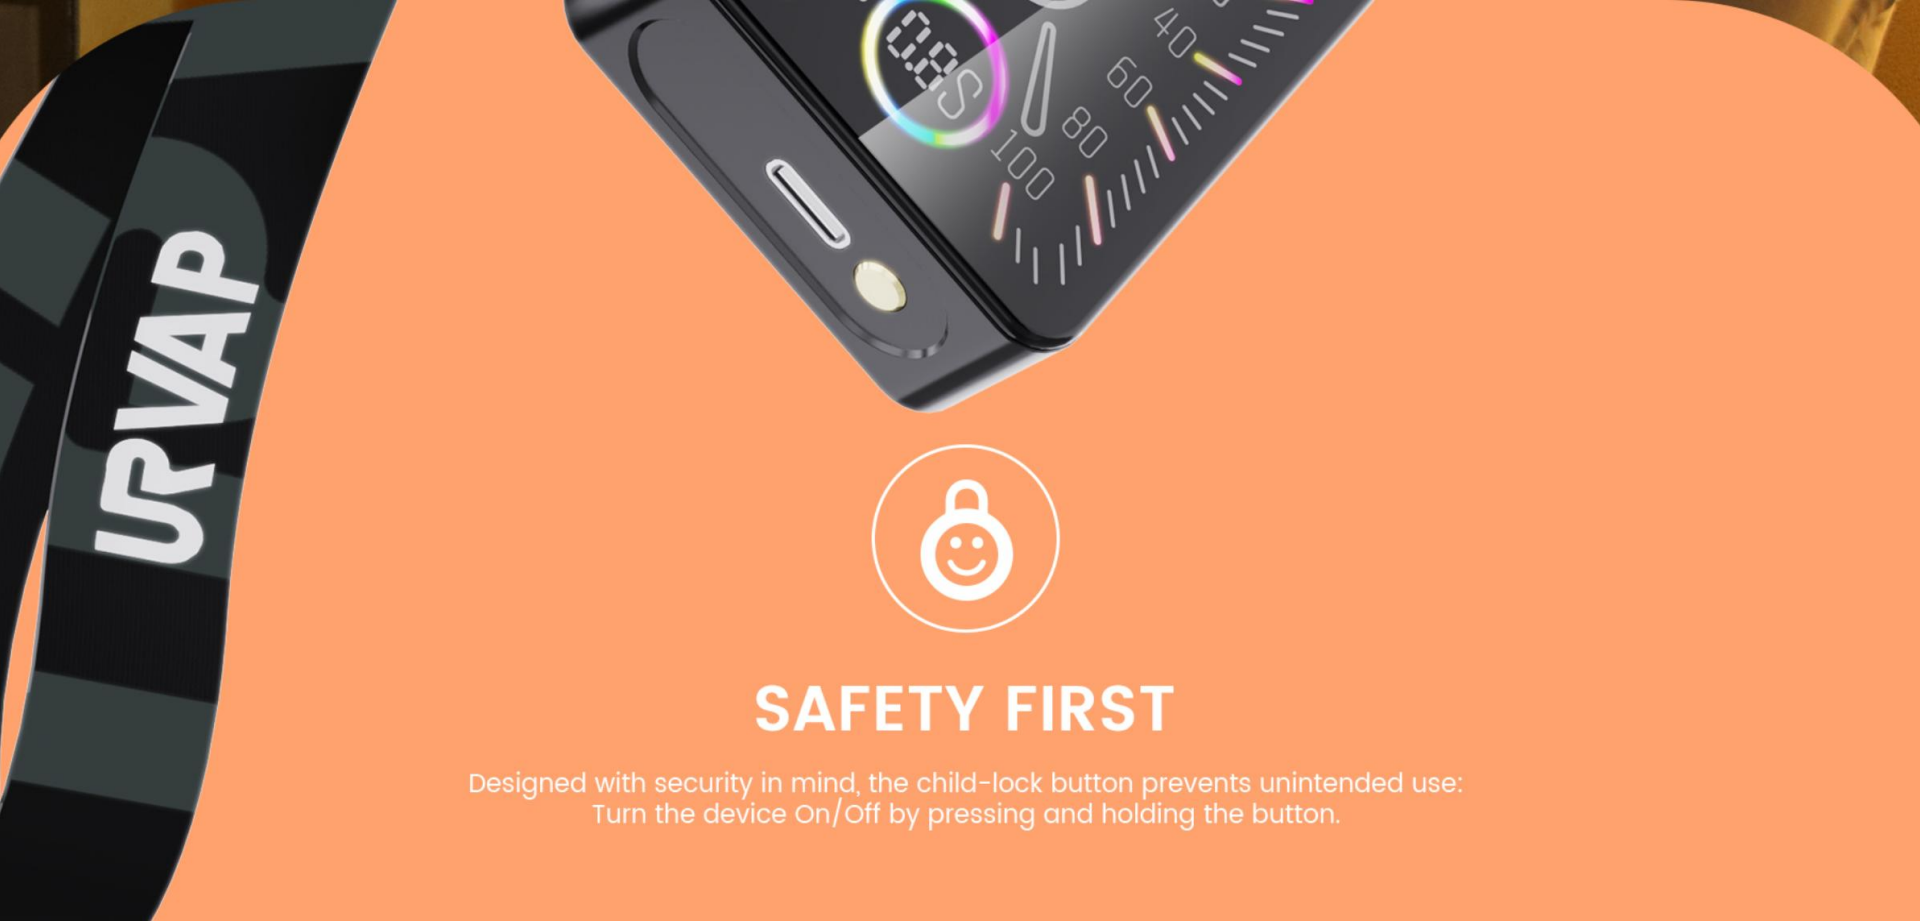 0.8S
40
60
80
100
URVAP
SAFETY FIRST
Designed with security in mind, the child-lock button prevents unintended use:
Turn the device On/Off by pressing and holding the button.